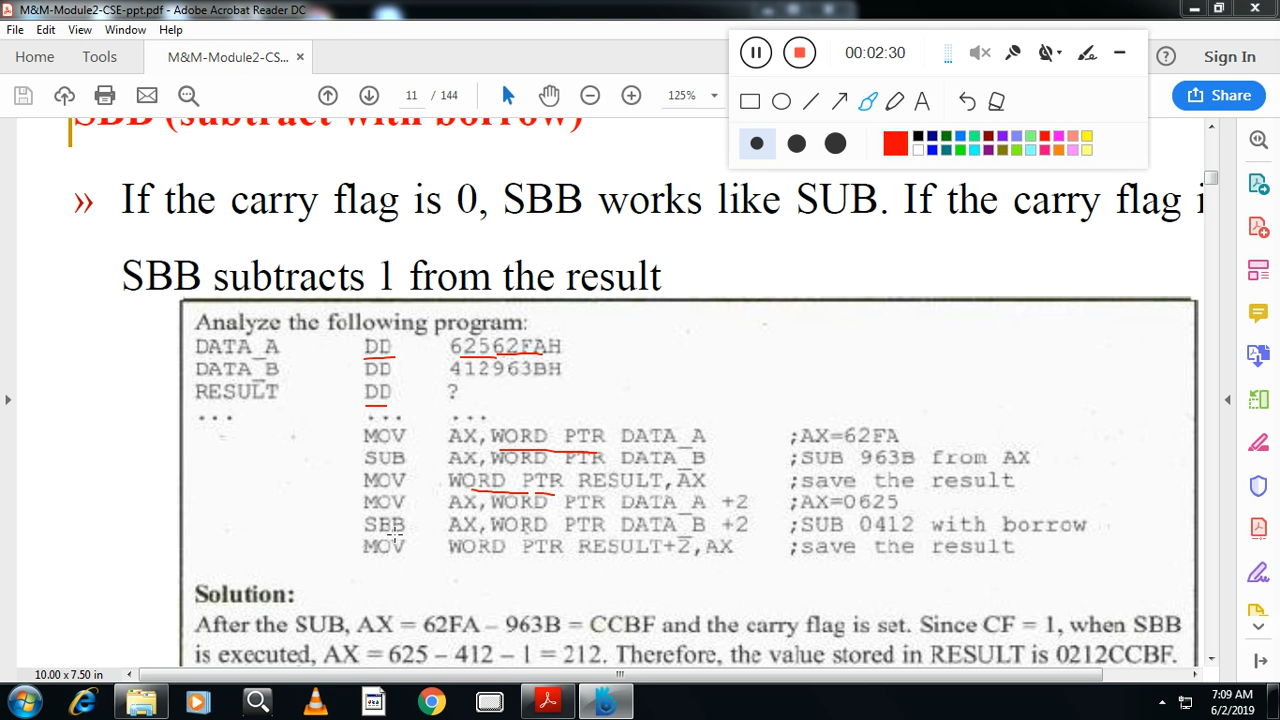 M&M-Module2-CSE-ppt.pdf - Adobe Acrobat Reader DC
File Edit View Window Help
Home Tools M&M-Module2-CS... ×
00:02:30
Sign In
11 / 144
125%
Share
SBB (subtract with borrow)
» If the carry flag is 0, SBB works like SUB. If the carry flag i
SBB subtracts 1 from the result
Analyze the following program:
DATA_A DD 62562FAH
DATA_B DD 412963BH
RESULT DD ?
... ... ...
MOV AX,WORD PTR DATA_A ;AX=62FA
SUB AX,WORD PTR DATA_B ;SUB 963B from AX
MOV WORD PTR RESULT,AX ;save the result
MOV AX,WORD PTR DATA_A +2 ;AX=0625
SBB AX,WORD PTR DATA_B +2 ;SUB 0412 with borrow
MOV WORD PTR RESULT+2,AX ;save the result
Solution:
After the SUB, AX = 62FA – 963B = CCBF and the carry flag is set. Since CF = 1, when SBB
is executed, AX = 625 – 412 – 1 = 212. Therefore, the value stored in RESULT is 0212CCBF.
10.00 x 7.50 in
7:09 AM
6/2/2019